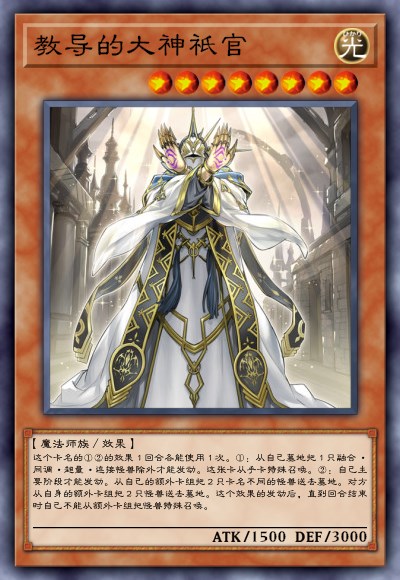 教导的大神祇官
光
【魔法师族/效果】
这个卡名的①②的效果1回合各能使用1次。①：从自己墓地把1只融合・
同调・超量・连接怪兽除外才能发动。这张卡从手卡特殊召唤。②：自己主
要阶段才能发动。从自己的额外卡组把2只卡名不同的怪兽送去墓地。对方
从自身的额外卡组把2只怪兽送去墓地。这个效果的发动后，直到回合结束
时自己不能从额外卡组把怪兽特殊召唤。
ATK/1500 DEF/3000